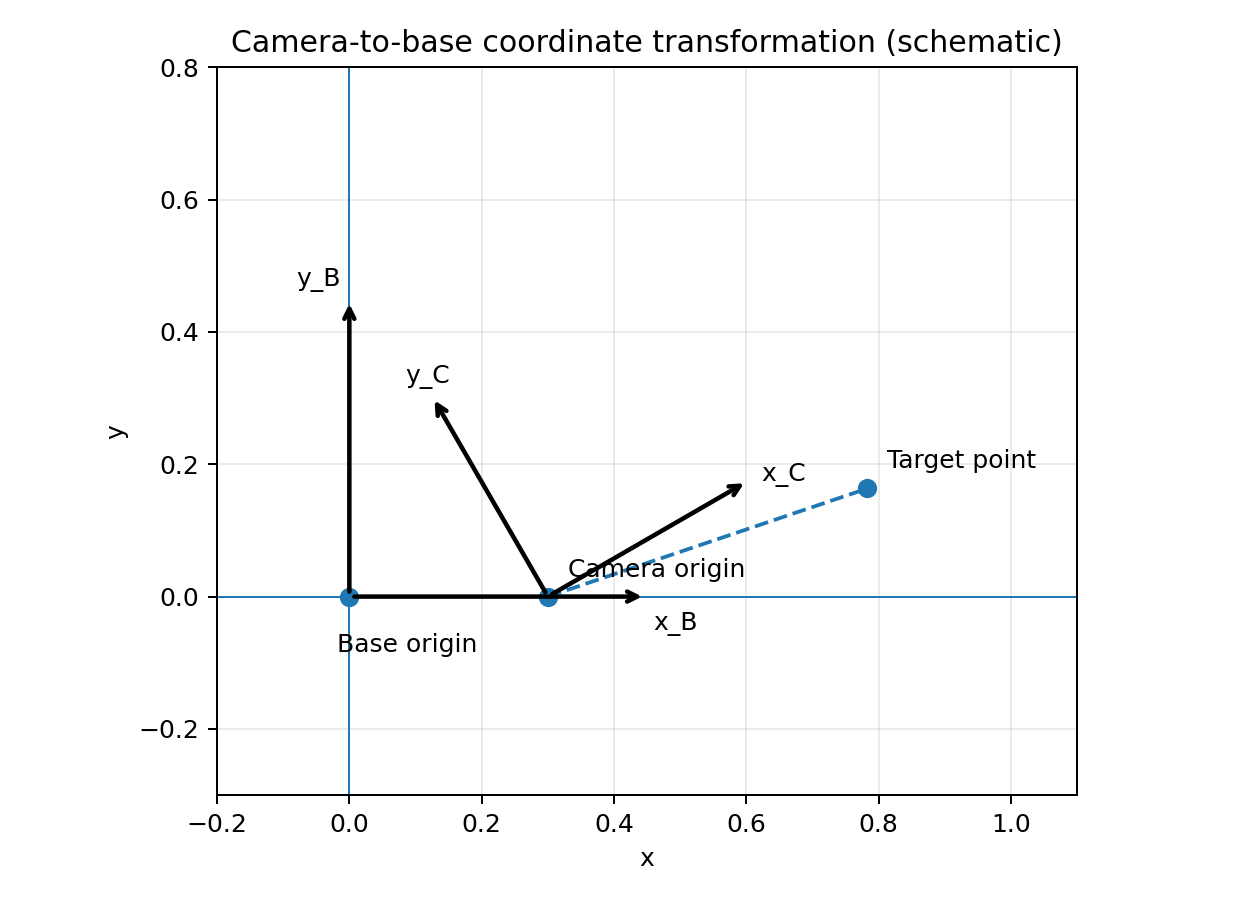 Camera-to-base coordinate transformation (schematic)
0.8
0.6
y_B
0.4
y_C
y
0.2
x_C
Target point
Camera origin
0.0
x_B
Base origin
−0.2
−0.2
0.0
0.2
0.4
0.6
0.8
1.0
x